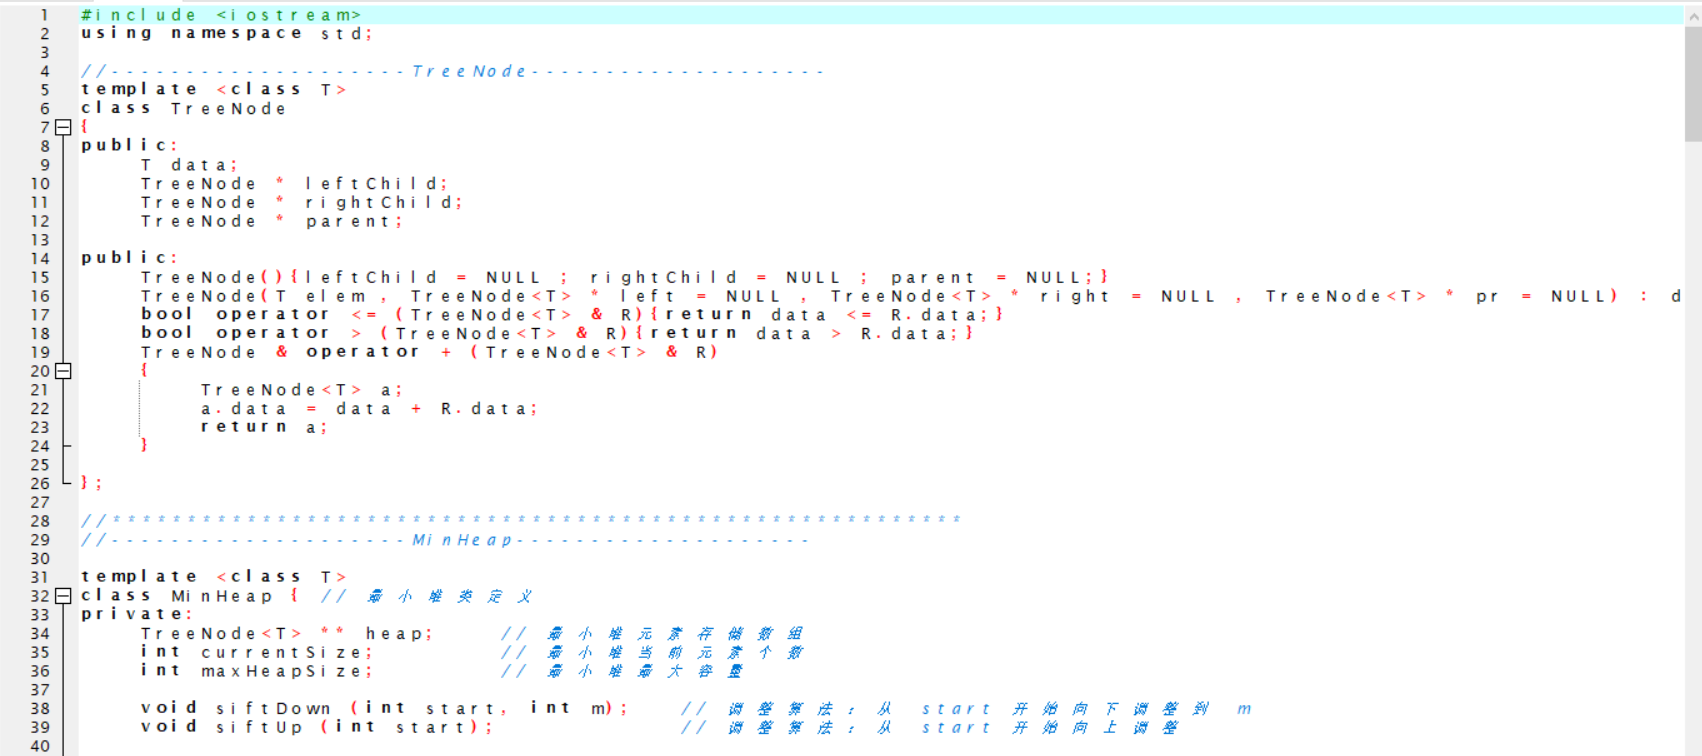 1 #include <iostream>
2 using namespace std;
3
4 //--------------------TreeNode--------------------
5 template <class T>
6 class TreeNode
7 {
8 public:
9 T data;
10 TreeNode * leftChild;
11 TreeNode * rightChild;
12 TreeNode * parent;
13
14 public:
15 TreeNode(){leftChild = NULL ; rightChild = NULL ; parent = NULL;}
16 TreeNode(T elem , TreeNode<T> * left = NULL , TreeNode<T> * right = NULL , TreeNode<T> * pr = NULL) : d
17 bool operator <= (TreeNode<T> & R){return data <= R.data;}
18 bool operator > (TreeNode<T> & R){return data > R.data;}
19 TreeNode & operator + (TreeNode<T> & R)
20 {
21 TreeNode<T> a;
22 a.data = data + R.data;
23 return a;
24 }
25
26 };
27
28 //*********************************************************
29 //--------------------MinHeap--------------------
30
31 template <class T>
32 class MinHeap { // 最小堆类定义
33 private:
34 TreeNode<T> ** heap; // 最小堆元素存储数组
35 int currentSize; // 最小堆当前元素个数
36 int maxHeapSize; // 最小堆最大容量
37
38 void siftDown (int start, int m); // 调整算法：从 start 开始向下调整到 m
39 void siftUp (int start); // 调整算法：从 start 开始向上调整
40